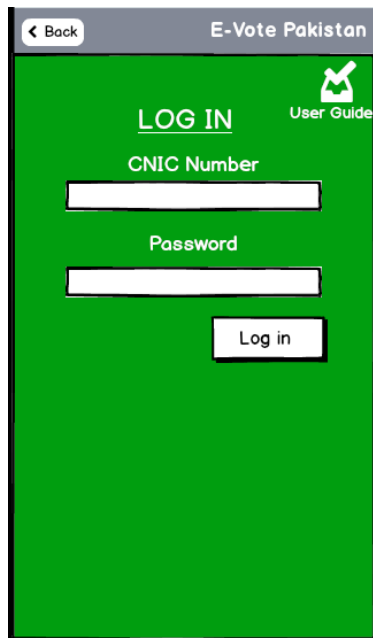 Back
E-Vote Pakistan
User Guide
LOG IN
CNIC Number
Password
Log in